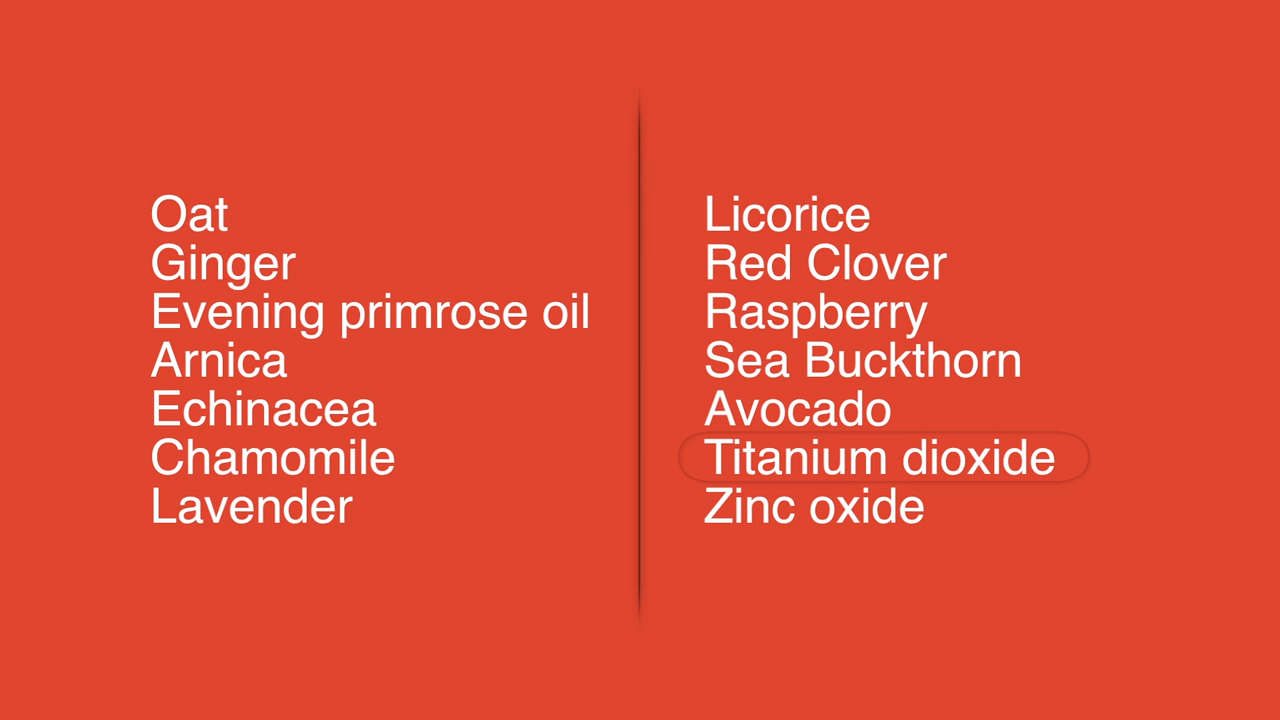 Oat
Ginger
Evening primrose oil
Arnica
Echinacea
Chamomile
Lavender
Licorice
Red Clover
Raspberry
Sea Buckthorn
Avocado
Titanium dioxide
Zinc oxide